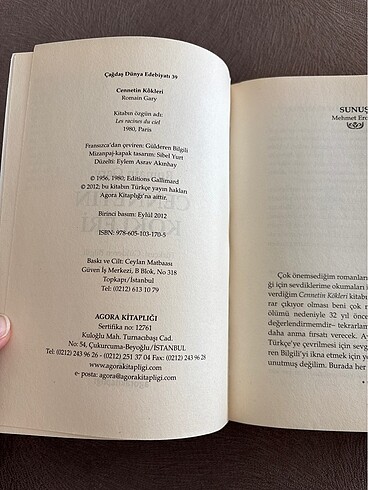 Çağdaş Dünya Edebiyatı 39
Cennetin Kökleri
Romain Gary
Kitabın özgün adı:
Les racines du ciel
1980, Paris
Fransızca'dan çeviren: Gülderen Bilgili
Mizanpaj-kapak tasarım: Sibel Yurt
Düzelti: Eylem Asrav Akınhay
© 1956, 1980; Editions Gallimard
© 2012; bu kitabın Türkçe yayın hakları
Agora Kitaplığı'na aittir.
Birinci basım: Eylül 2012
ISBN: 978-605-103-170-5
Baskı ve Cilt: Ceylan Matbaası
Güven İş Merkezi, B Blok, No 318
Topkapı/İstanbul
Tel: (0212) 613 10 79
AGORA KİTAPLIĞI
Sertifika no: 12761
Kuloğlu Mah. Turnacıbaşı Cad.
No: 54, Çukurcuma-Beyoğlu/İSTANBUL
Tel: (0212) 243 96 26 - (0212) 251 37 04 Fax: (0212) 243 96 28
www.agorakitapligi.com
e- posta: agora@agorakitapligi.com
SUNUŞ
Mehmet Erc
Çok önemsediğim romanları
ği için sevdiklerime okumaları i
verdiğim Cennetin Kökleri kitab
rar çıkıyor olması beni çok n
ölümü nedeniyle 32 yıl önce
değerlendirmemdir– tekrarlam
daha anma fırsatı verecek. Ay
Türkçe'ye çevrilmesi için sevg
ren Bilgili'yi ikna etmek için ye
unutmuş değilim. Burada her